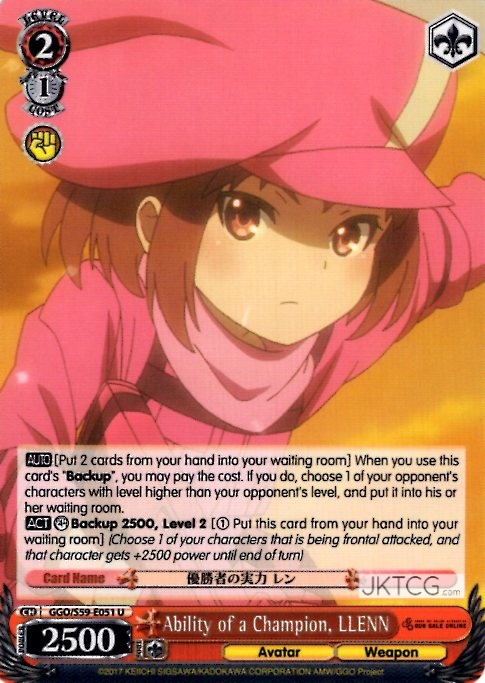 LEVEL
2
1
COST
AUTO [Put 2 cards from your hand into your waiting room] When you use this
card's "Backup", you may pay the cost. If you do, choose 1 of your opponent's
characters with level higher than your opponent's level, and put it into his or
her waiting room.
ACT Backup 2500, Level 2 [① Put this card from your hand into your
waiting room] (Choose 1 of your characters that is being frontal attacked, and
that character gets +2500 power until end of turn)
Card Name 優勝者の実力 レン
JKTCG.com
CH GGO/S59-E051 U
POWER 2500 SOUL Ability of a Champion, LLENN
GUN GALE ONLINE
Avatar Weapon
©2017 KEIICHI SIGSAWA/KADOKAWA CORPORATION AMW/GGO Project